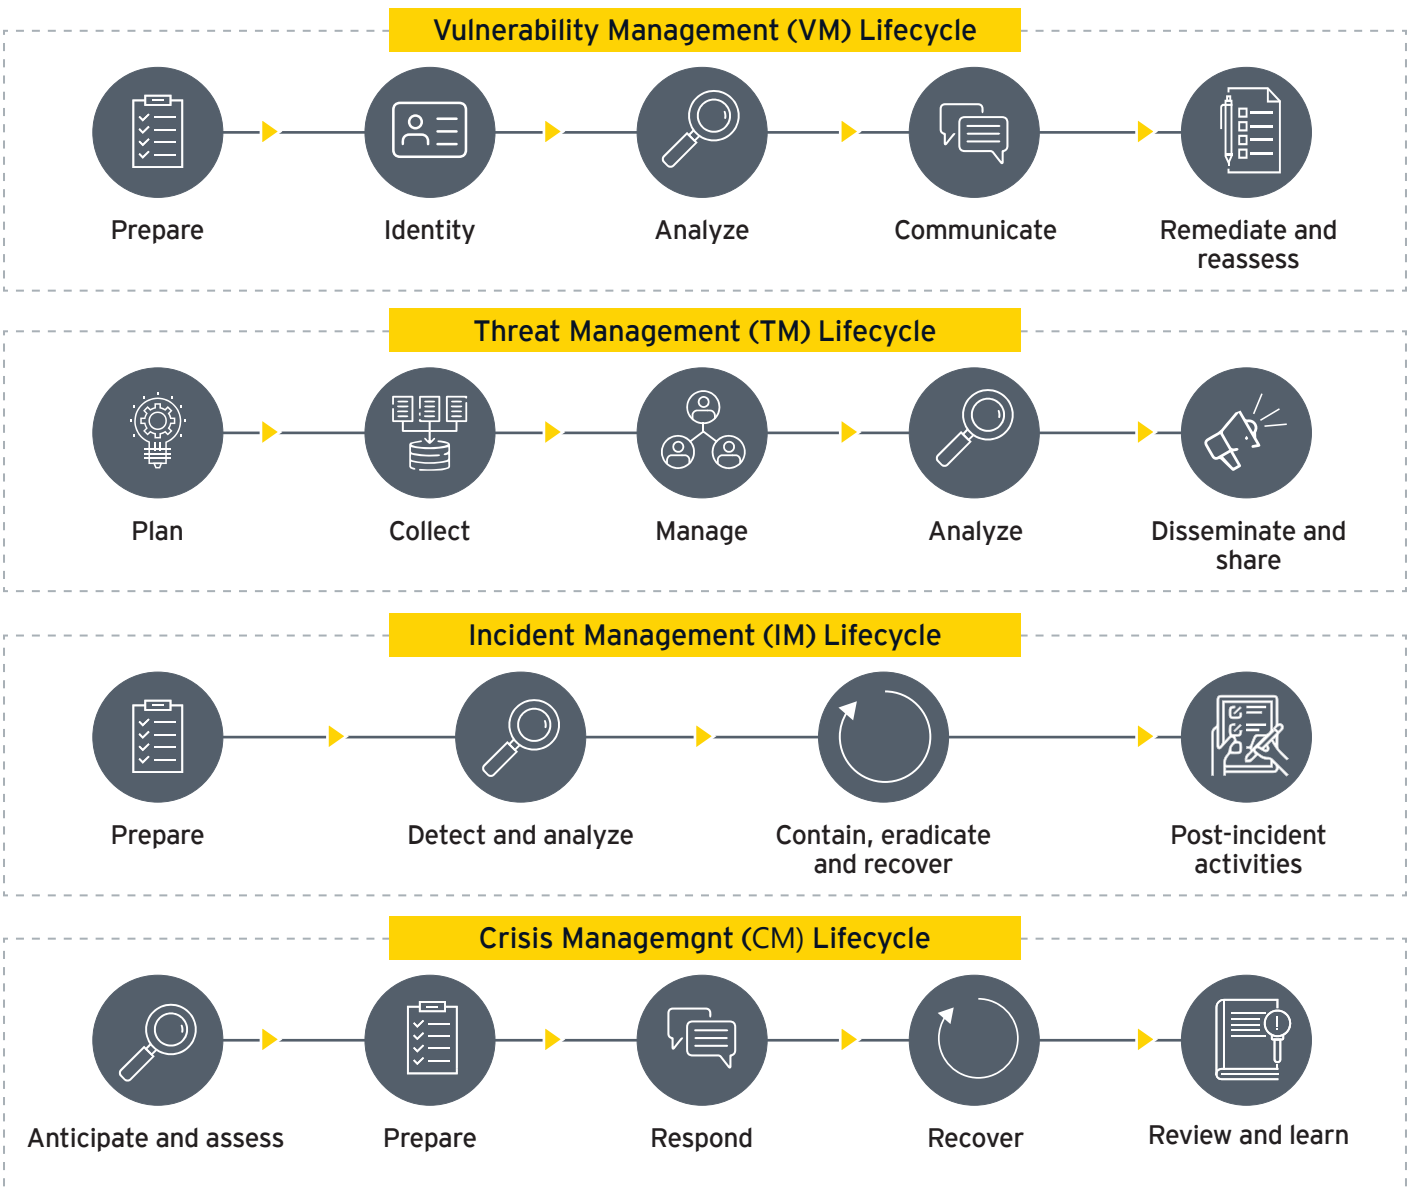 Vulnerability Management (VM) Lifecycle
Prepare
Identity
Analyze
Communicate
Remediate and
reassess
Threat Management (TM) Lifecycle
Plan
Collect
Manage
Analyze
Disseminate and
share
Incident Management (IM) Lifecycle
Prepare
Detect and analyze
Contain, eradicate
and recover
Post-incident
activities
Crisis Managemgnt (CM) Lifecycle
Anticipate and assess
Prepare
Respond
Recover
Review and learn